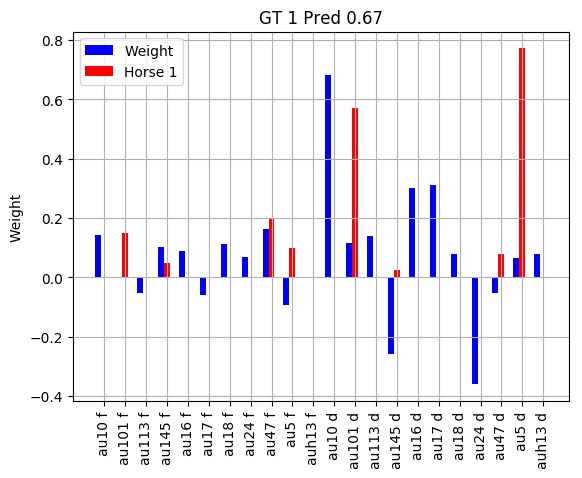 GT 1 Pred 0.67
Weight
Horse 1
Weight
0.8
0.6
0.4
0.2
0.0
−0.2
−0.4
au10 f
au101 f
au113 f
au145 f
au16 f
au17 f
au18 f
au24 f
au47 f
au5 f
auh13 f
au10 d
au101 d
au113 d
au145 d
au16 d
au17 d
au18 d
au24 d
au47 d
au5 d
auh13 d